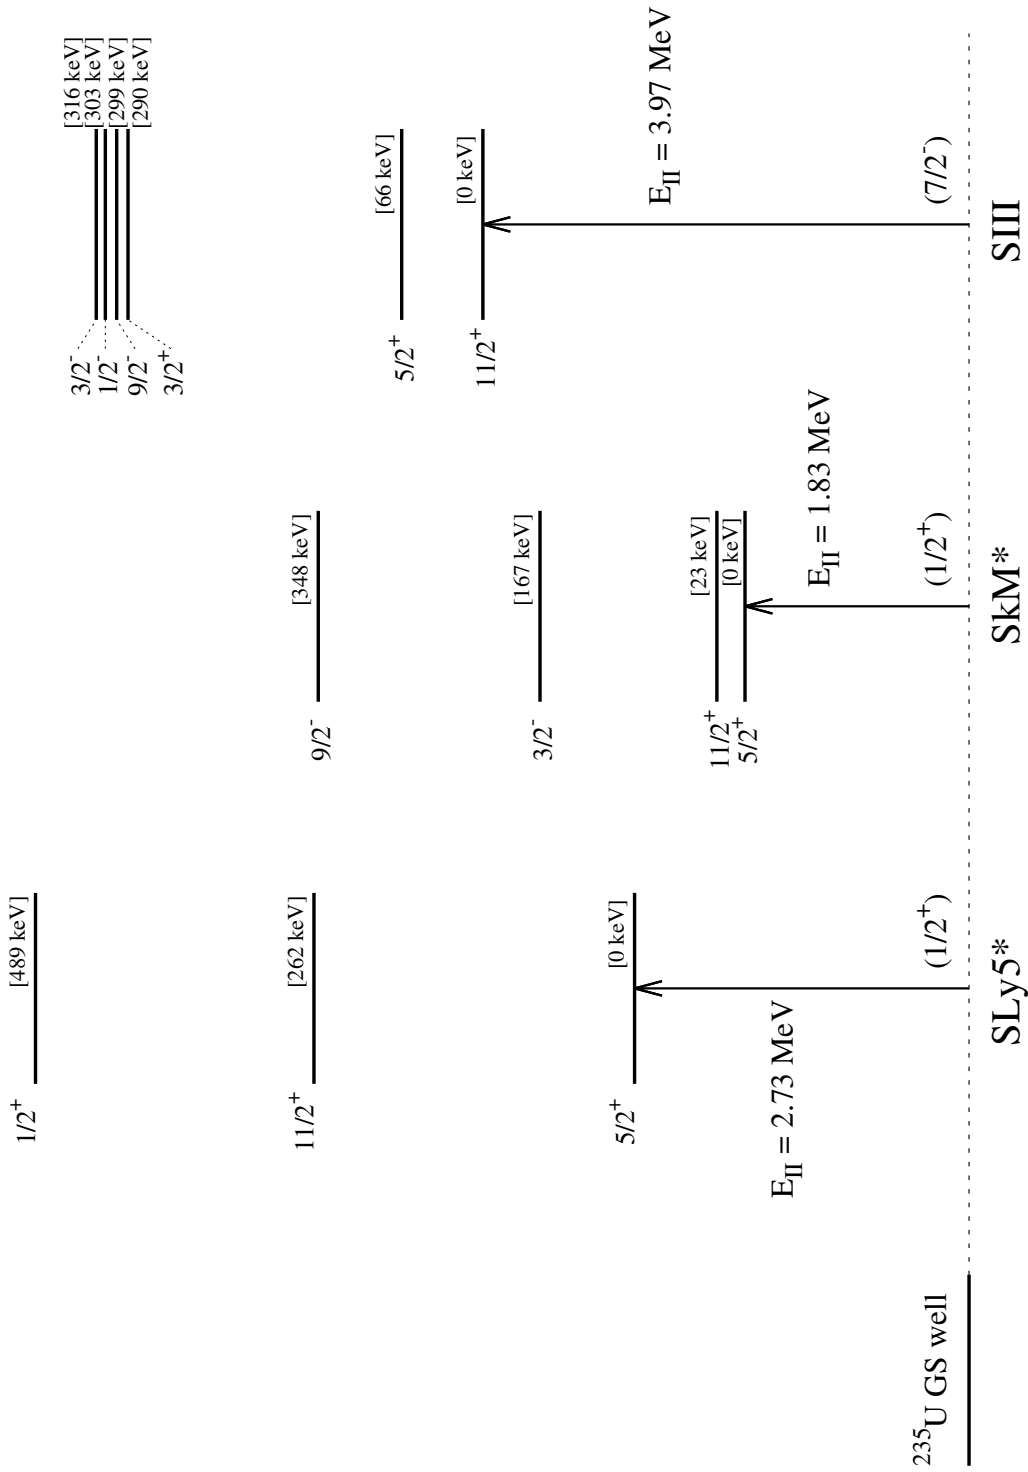 1/2+
[489 keV]
11/2+
[262 keV]
5/2+
[0 keV]
E_II = 2.73 MeV
(1/2+)
SLy5*
9/2-
[348 keV]
3/2-
[167 keV]
11/2+
[23 keV]
5/2+
[0 keV]
E_II = 1.83 MeV
(1/2+)
SkM*
3/2-
[316 keV]
1/2-
[303 keV]
9/2-
[299 keV]
3/2+
[290 keV]
5/2+
[66 keV]
11/2+
[0 keV]
E_II = 3.97 MeV
(7/2-)
SIII
235U GS well